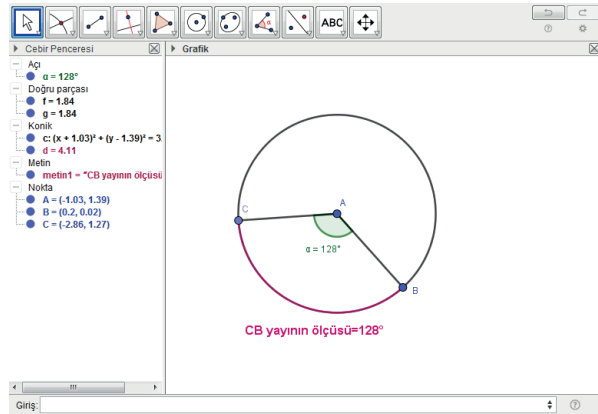 ABC
Cebir Penceresi
Grafik
Açı
α = 128°
Doğru parçası
f = 1.84
g = 1.84
Konik
c: (x + 1.03)² + (y - 1.39)² = 3
d = 4.11
Metin
metin1 = "CB yayının ölçüsü
Nokta
A = (-1.03, 1.39)
B = (0.2, 0.02)
C = (-2.86, 1.27)
A
C
α = 128°
B
CB yayının ölçüsü=128°
Giriş: